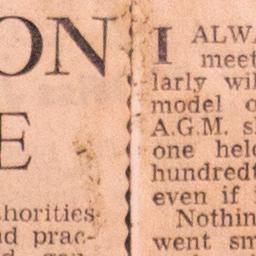 ON
E
thorities
nd prac-
I ALWA
meet
larly wil
model o
A.G.M. s
one held
hundredt
even if
Nothin
went sm